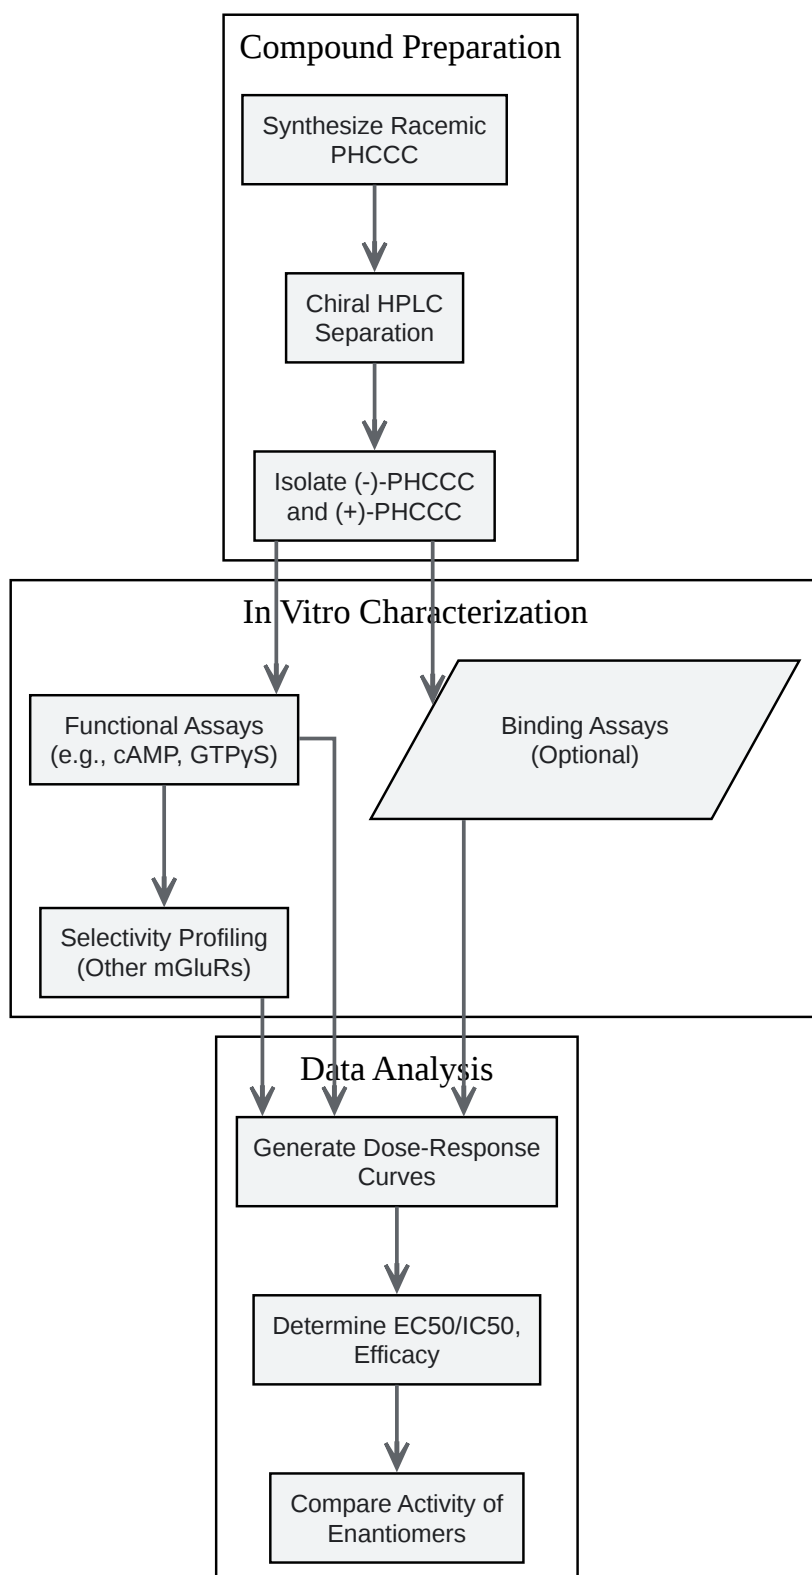 Compound Preparation
Synthesize Racemic
PHCCC
Chiral HPLC
Separation
Isolate (-)-PHCCC
and (+)-PHCCC
In Vitro Characterization
Functional Assays
(e.g., cAMP, GTPγS)
Binding Assays
(Optional)
Selectivity Profiling
(Other mGluRs)
Data Analysis
Generate Dose-Response
Curves
Determine EC50/IC50,
Efficacy
Compare Activity of
Enantiomers